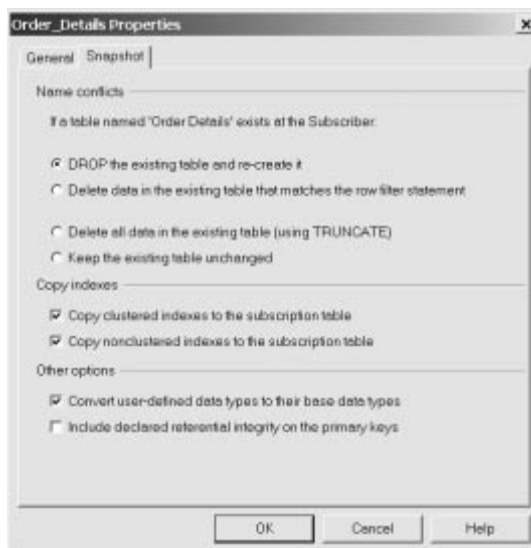 Order_Details Properties
General Snapshot
Name conflicts
If a table named 'Order Details' exists at the Subscriber:
DROP the existing table and re-create it
Delete data in the existing table that matches the row filter statement
Delete all data in the existing table (using TRUNCATE)
Keep the existing table unchanged
Copy indexes
Copy clustered indexes to the subscription table
Copy nonclustered indexes to the subscription table
Other options
Convert user-defined data types to their base data types
Include declared referential integrity on the primary keys
OK Cancel Help